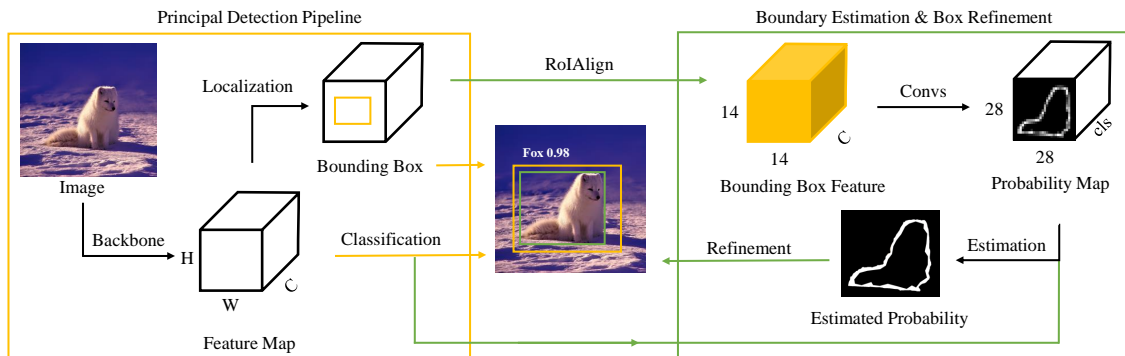 Principal Detection Pipeline
Boundary Estimation & Box Refinement
Localization
RoIAlign
Convs
14
C
14
28
cls
28
Fox 0.98
Image
Bounding Box
Bounding Box Feature
Probability Map
Backbone
H
C
W
Classification
Refinement
Estimation
Feature Map
Estimated Probability